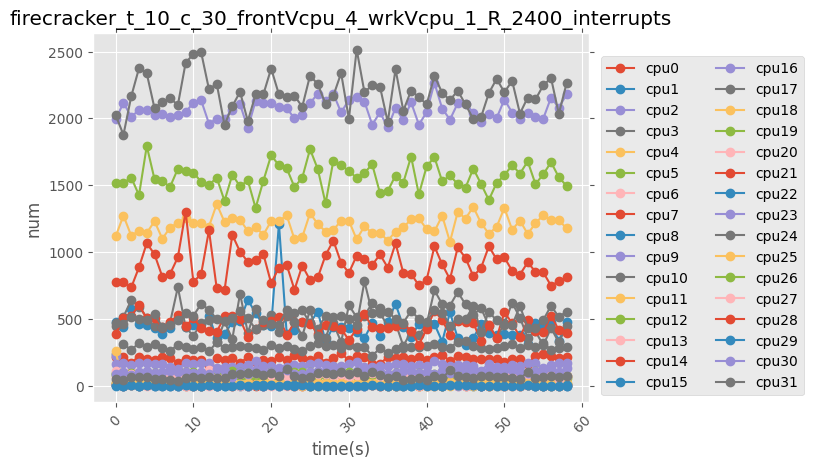 firecracker_t_10_c_30_frontVcpu_4_wrkVcpu_1_R_2400_interrupts
2500
2000
1500
1000
500
0
num
0
10
20
30
40
50
60
time(s)
cpu0
cpu1
cpu2
cpu3
cpu4
cpu5
cpu6
cpu7
cpu8
cpu9
cpu10
cpu11
cpu12
cpu13
cpu14
cpu15
cpu16
cpu17
cpu18
cpu19
cpu20
cpu21
cpu22
cpu23
cpu24
cpu25
cpu26
cpu27
cpu28
cpu29
cpu30
cpu31